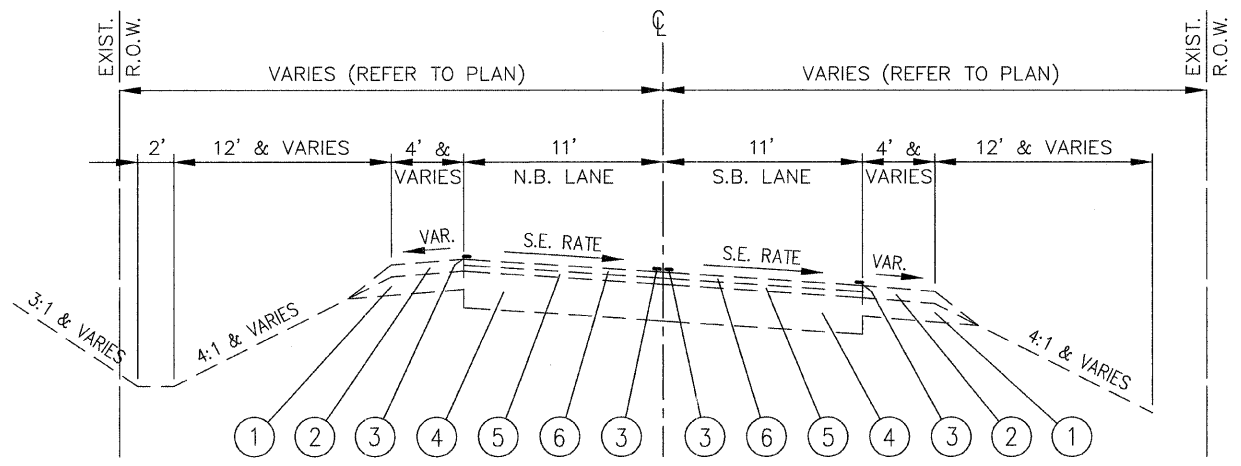 EXIST.
R.O.W.
℄
EXIST.
R.O.W.
VARIES (REFER TO PLAN)
VARIES (REFER TO PLAN)
2'
12' & VARIES
4' &
VARIES
11'
N.B. LANE
11'
S.B. LANE
4' &
VARIES
12' & VARIES
VAR.
S.E. RATE
S.E. RATE
VAR.
3:1 & VARIES
4:1 & VARIES
4:1 & VARIES
1 2 3 4 5 6 3 3 6 5 4 3 2 1